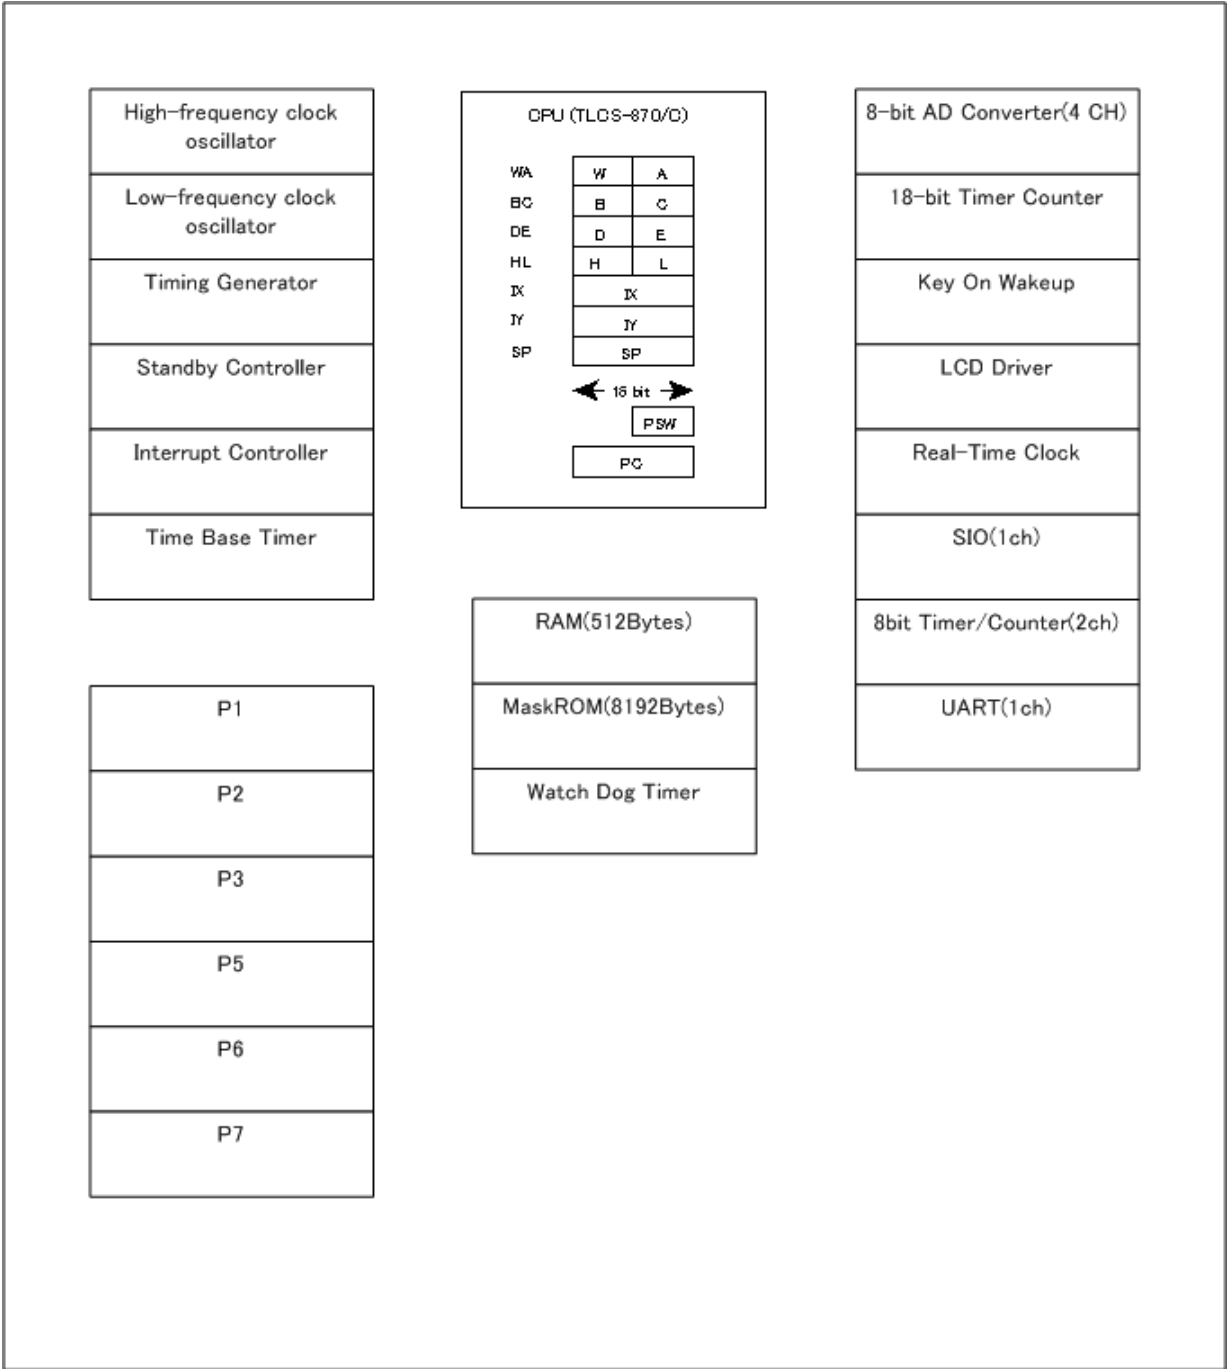 High-frequency clock
oscillator
Low-frequency clock
oscillator
Timing Generator
Standby Controller
Interrupt Controller
Time Base Timer
P1
P2
P3
P5
P6
P7
CPU (TLCS-870/C)
WA W A
BC B C
DE D E
HL H L
IX IX
IY IY
SP SP
16 bit
PSW
PC
RAM(512Bytes)
MaskROM(8192Bytes)
Watch Dog Timer
8-bit AD Converter(4 CH)
18-bit Timer Counter
Key On Wakeup
LCD Driver
Real-Time Clock
SIO(1ch)
8bit Timer/Counter(2ch)
UART(1ch)